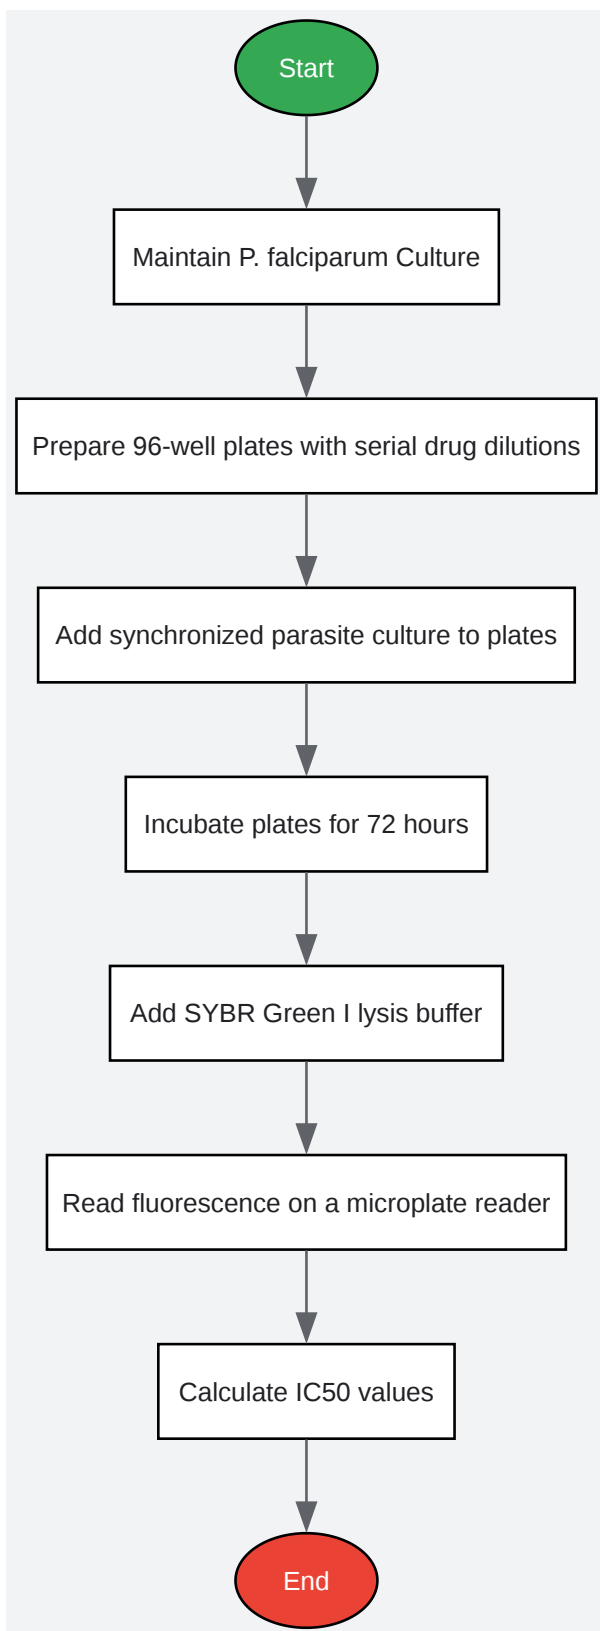 Start
Maintain P. falciparum Culture
Prepare 96-well plates with serial drug dilutions
Add synchronized parasite culture to plates
Incubate plates for 72 hours
Add SYBR Green I lysis buffer
Read fluorescence on a microplate reader
Calculate IC50 values
End